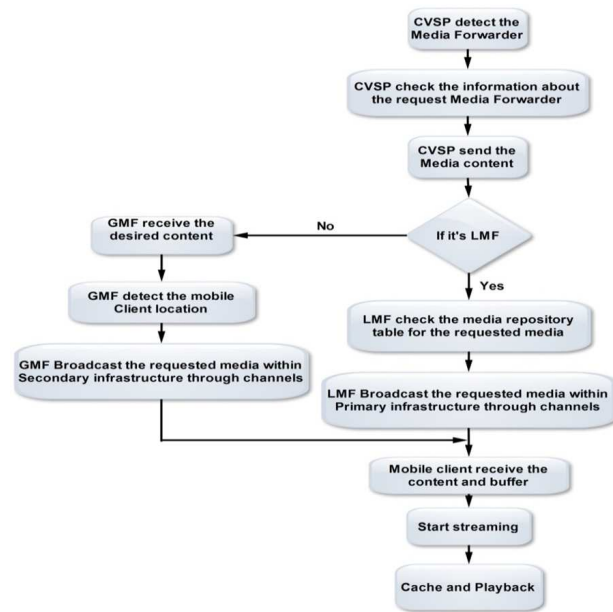 CVSP detect the
Media Forwarder
CVSP check the information about
the request Media Forwarder
CVSP send the
Media content
If it's LMF
No
GMF receive the
desired content
Yes
GMF detect the mobile
Client location
LMF check the media repository
table for the requested media
GMF Broadcast the requested media within
Secondary infrastructure through channels
LMF Broadcast the requested media within
Primary infrastructure through channels
Mobile client receive the
content and buffer
Start streaming
Cache and Playback